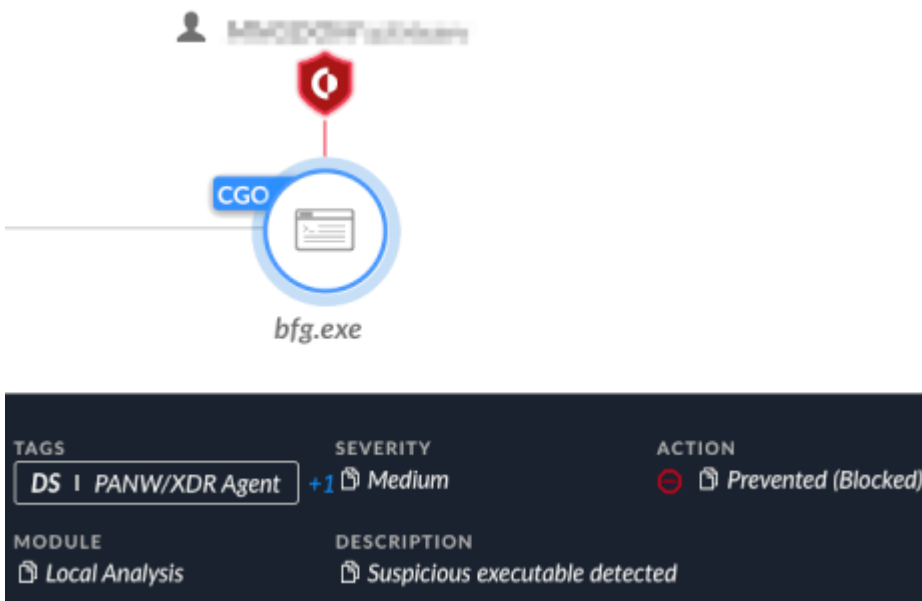 CGO
bfg.exe
TAGS
DS | PANW/XDR Agent +1
SEVERITY
Medium
ACTION
Prevented (Blocked)
MODULE
Local Analysis
DESCRIPTION
Suspicious executable detected